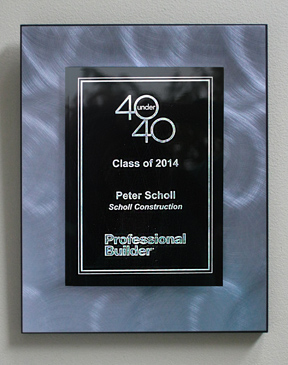 40
under
40
Class of 2014
Peter Scholl
Scholl Construction
Professional
Builder